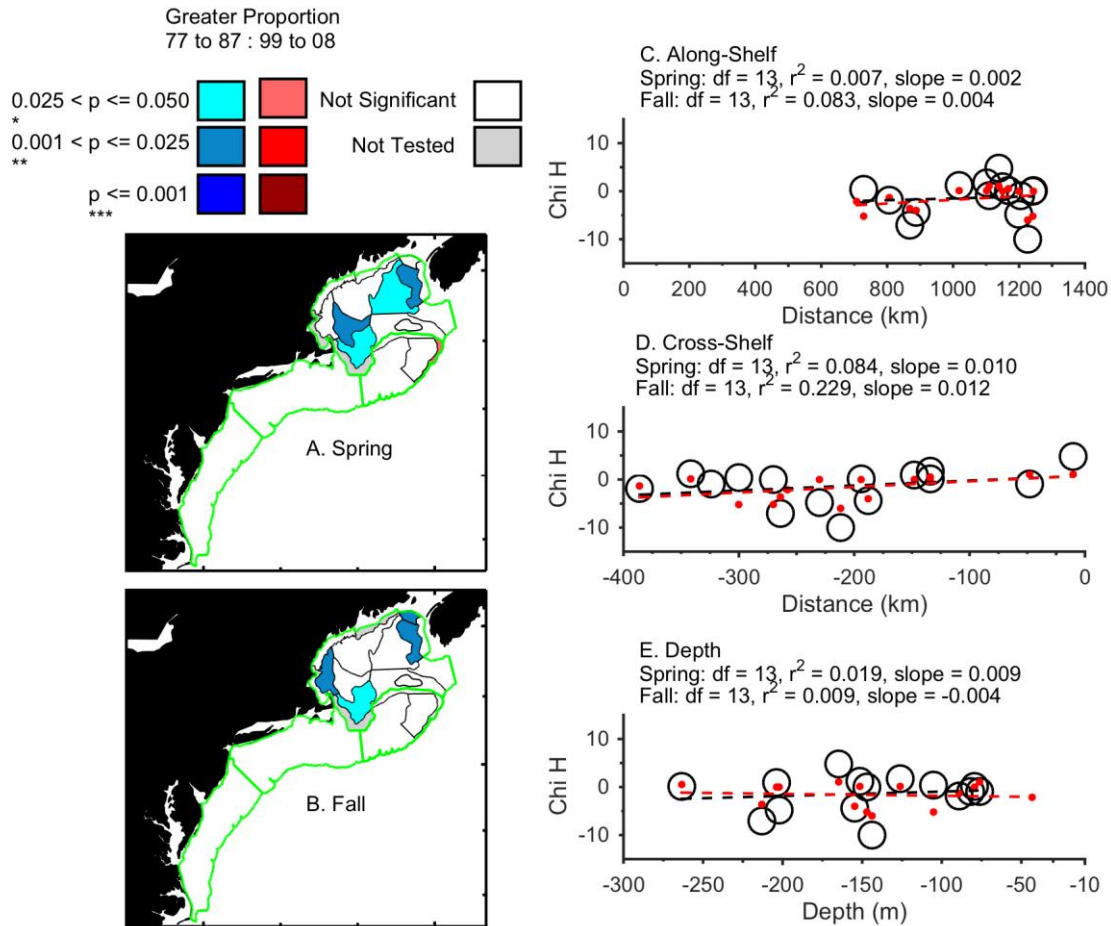 Greater Proportion
77 to 87 : 99 to 08
0.025 < p <= 0.050
*
0.001 < p <= 0.025
**
p <= 0.001
***
Not Significant
Not Tested
A. Spring
B. Fall
C. Along-Shelf
Spring: df = 13, r² = 0.007, slope = 0.002
Fall: df = 13, r² = 0.083, slope = 0.004
10
0
-10
Chi H
0 200 400 600 800 1000 1200 1400
Distance (km)
D. Cross-Shelf
Spring: df = 13, r² = 0.084, slope = 0.010
Fall: df = 13, r² = 0.229, slope = 0.012
10
0
-10
Chi H
-400 -300 -200 -100 0
Distance (km)
E. Depth
Spring: df = 13, r² = 0.019, slope = 0.009
Fall: df = 13, r² = 0.009, slope = -0.004
10
0
-10
Chi H
-300 -250 -200 -150 -100 -50 -10
Depth (m)